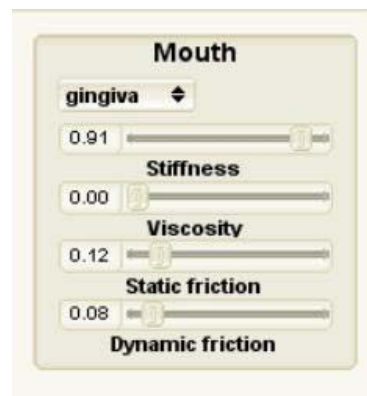 Mouth
gingiva
0.91
Stiffness
0.00
Viscosity
0.12
Static friction
0.08
Dynamic friction